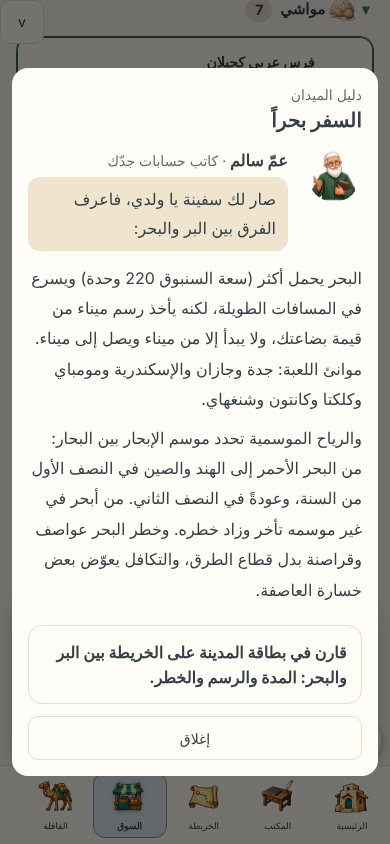 ▼ مواشي 7
v
فرس عربي كحيلان
دليل الميدان
السفر بحراً
عمّ سالم · كاتب حسابات جدّك
صار لك سفينة يا ولدي، فاعرف
الفرق بين البر والبحر:
البحر يحمل أكثر (سعة السنبوق 220 وحدة) ويسرع
في المسافات الطويلة، لكنه يأخذ رسم ميناء من
قيمة بضاعتك، ولا يبدأ إلا من ميناء ويصل إلى ميناء.
موانئ اللعبة: جدة وجازان والإسكندرية ومومباي
وكلكتا وكانتون وشنغهاي.
والرياح الموسمية تحدد موسم الإبحار بين البحار:
من البحر الأحمر إلى الهند والصين في النصف الأول
من السنة، وعودةً في النصف الثاني. من أبحر في
غير موسمه تأخر وزاد خطره. وخطر البحر عواصف
وقراصنة بدل قطاع الطرق، والتكافل يعوّض بعض
خسارة العاصفة.
قارن في بطاقة المدينة على الخريطة بين البر
والبحر: المدة والرسم والخطر.
إغلاق
الرئيسية
المكتب
الخريطة
السوق
القافلة